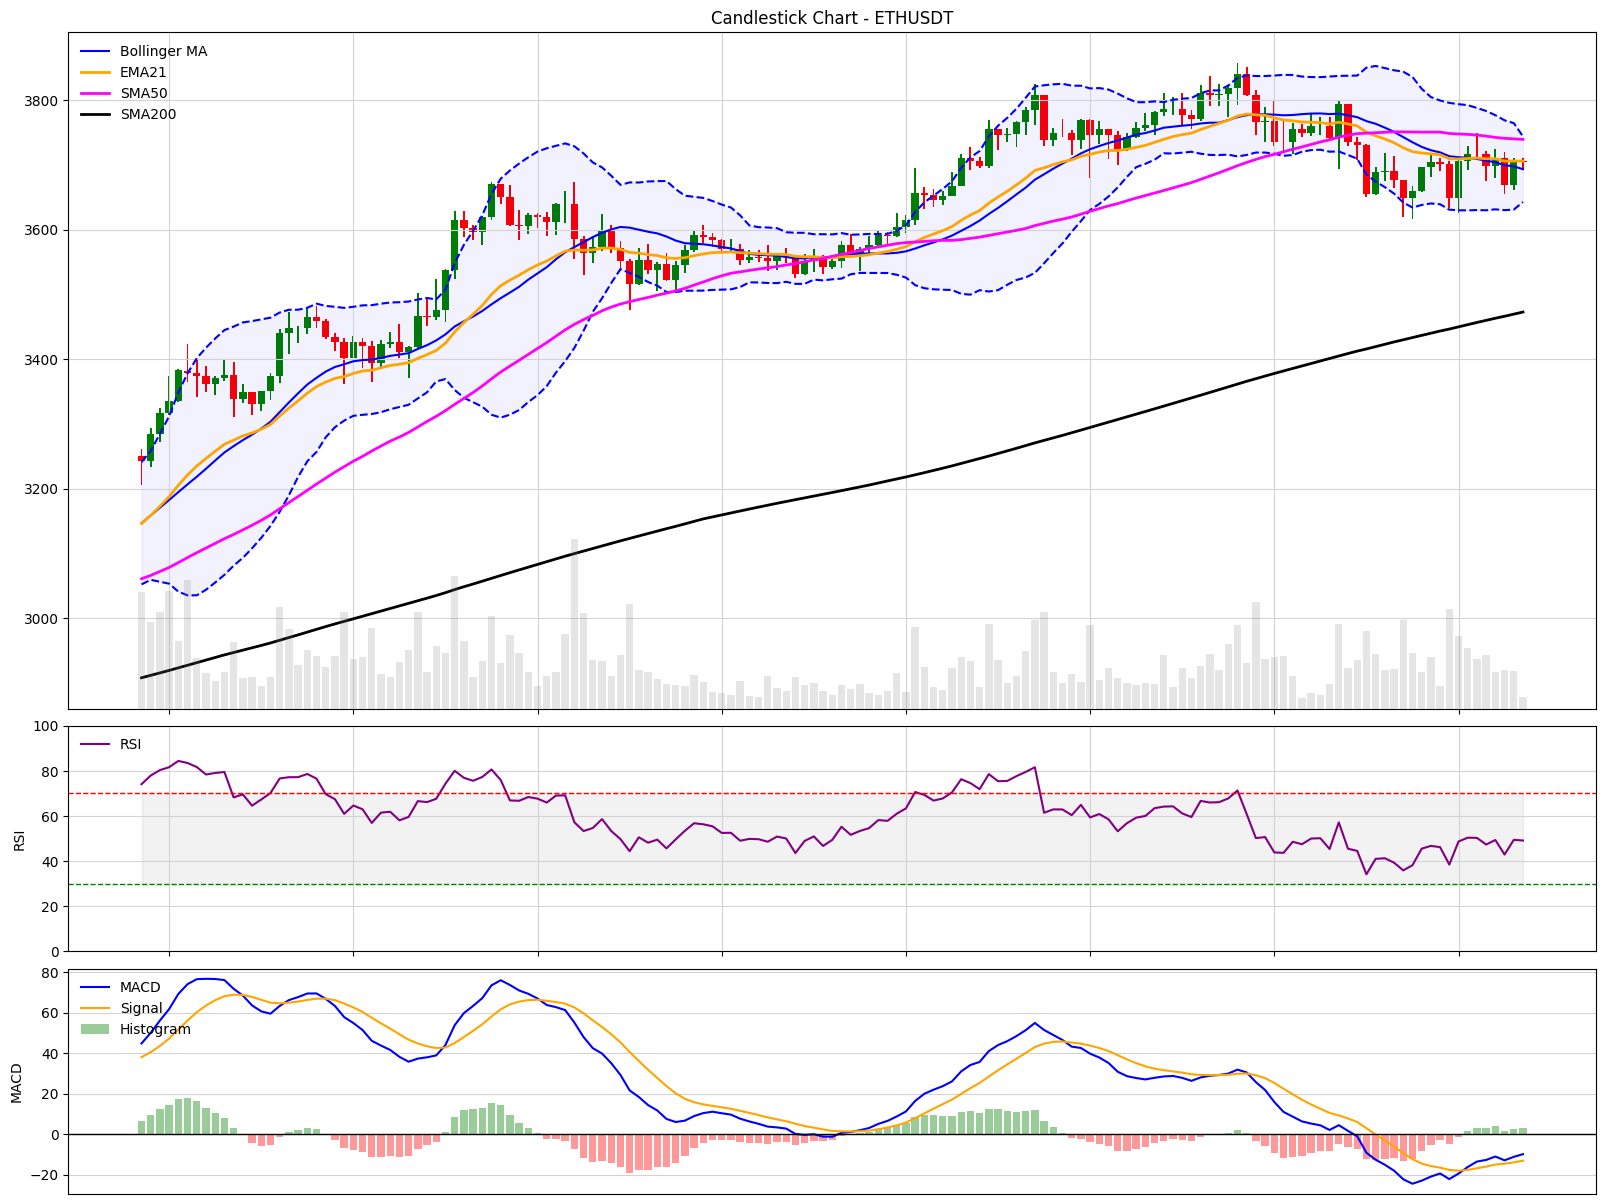 Candlestick Chart - ETHUSDT
Bollinger MA
EMA21
SMA50
SMA200
3800
3600
3400
3200
3000
RSI
100
80
60
40
20
0
RSI
MACD
Signal
Histogram
80
60
40
20
0
−20
MACD